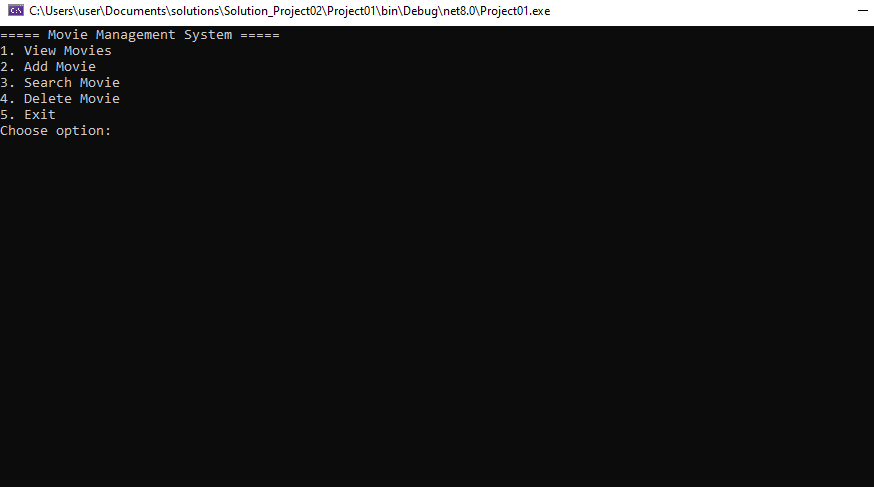 C:\Users\user\Documents\solutions\Solution_Project02\Project01\bin\Debug\net8.0\Project01.exe
===== Movie Management System =====
1. View Movies
2. Add Movie
3. Search Movie
4. Delete Movie
5. Exit
Choose option: